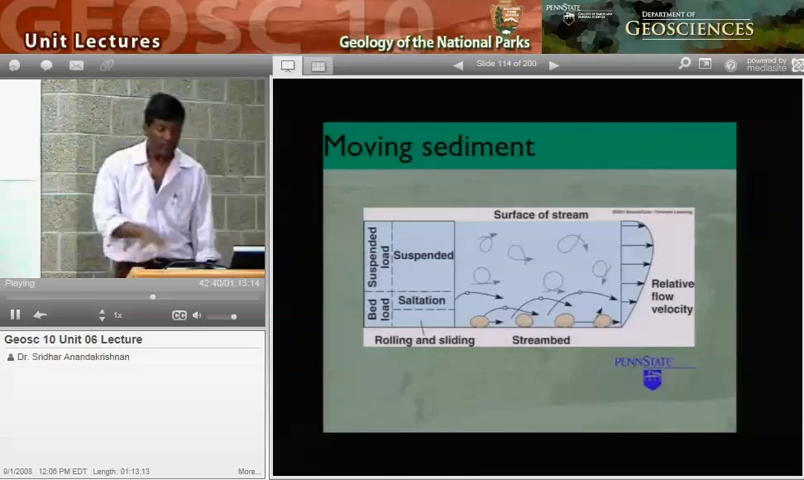 GEOSC 10
Unit Lectures
Geology of the National Parks
PENNSTATE
DEPARTMENT OF
GEOSCIENCES
Slide 114 of 200
powered by
mediasite
Moving sediment
Surface of stream
Suspended
load
Suspended
Bed
load
Saltation
Relative
flow
velocity
Rolling and sliding
Streambed
PENNSTATE
Playing
42:40/01:13:14
1x
CC
Geosc 10 Unit 06 Lecture
Dr. Sridhar Anandakrishnan
9/1/2008 12:06 PM EDT Length: 01:13:13
More...